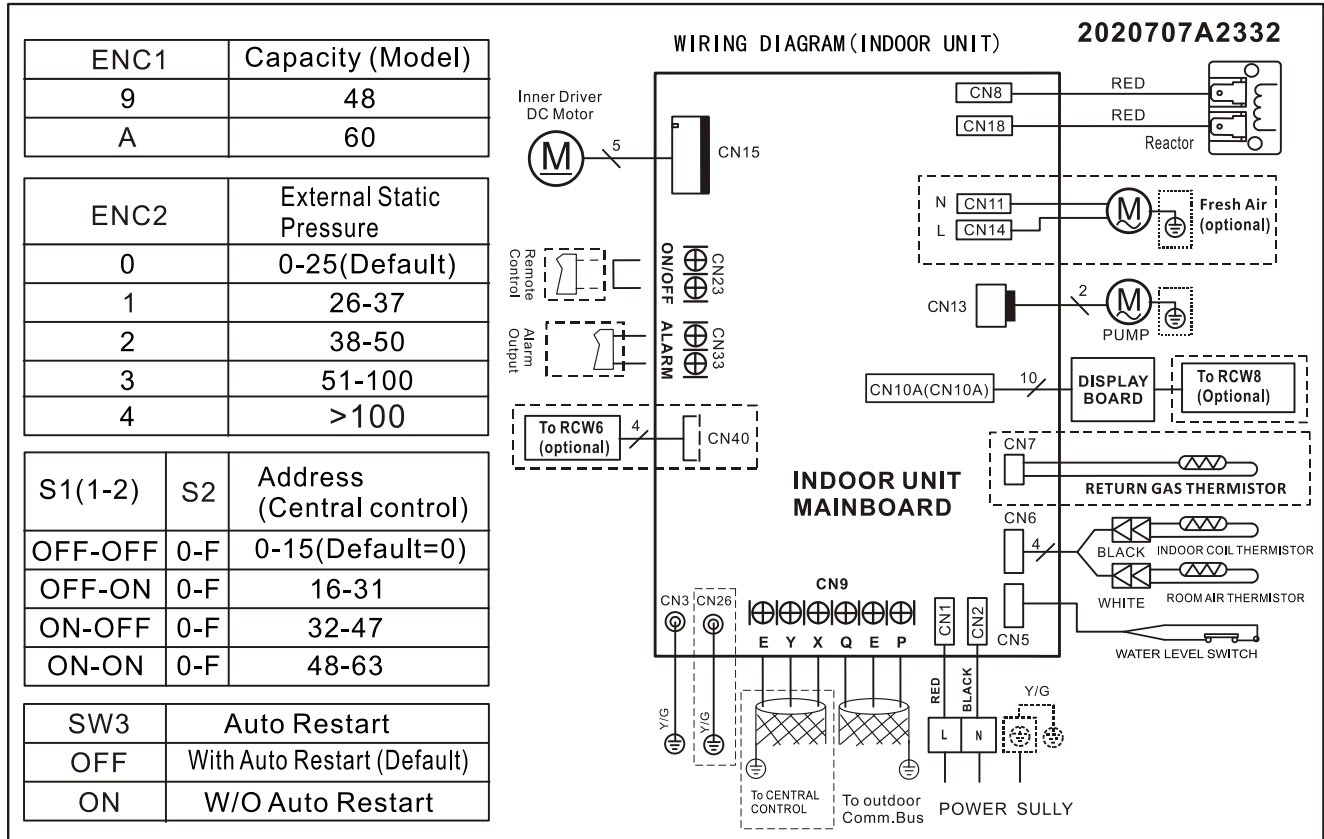 ENC1 Capacity (Model)
9 48
A 60
ENC2 External Static
Pressure
0 0-25(Default)
1 26-37
2 38-50
3 51-100
4 >100
S1(1-2) S2 Address
(Central control)
OFF-OFF 0-F 0-15(Default=0)
OFF-ON 0-F 16-31
ON-OFF 0-F 32-47
ON-ON 0-F 48-63
SW3 Auto Restart
OFF With Auto Restart (Default)
ON W/O Auto Restart
WIRING DIAGRAM(INDOOR UNIT)
2020707A2332
Inner Driver
DC Motor
M
5
CN15
Remote
Control
ON/OFF
CN23
Alarm
Output
ALARM
CN33
To RCW6
(optional)
4
CN40
CN8
RED
CN18
RED
Reactor
N CN11
L CN14
M
Fresh Air
(optional)
CN13
2
M
PUMP
CN10A(CN10A)
10
DISPLAY
BOARD
To RCW8
(Optional)
CN7
RETURN GAS THERMISTOR
INDOOR UNIT
MAINBOARD
CN6
4
BLACK INDOOR COIL THERMISTOR
WHITE ROOM AIR THERMISTOR
CN5
WATER LEVEL SWITCH
CN3
CN26
CN9
E Y X Q E P
CN1
CN2
RED
BLACK
Y/G
Y/G
Y/G
L N
To CENTRAL
CONTROL
To outdoor
Comm.Bus
POWER SULLY